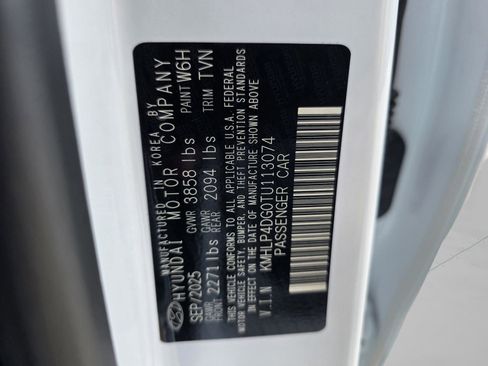 MANUFACTURED IN KOREA BY
HYUNDAI MOTOR COMPANY
SEP/2025 GVWR 3858 lbs PAINT W6H
GAWR FRONT 2271 lbs GAWR REAR 2094 lbs TRIM TVN
THIS VEHICLE CONFORMS TO ALL APPLICABLE U.S.A. FEDERAL
MOTOR VEHICLE SAFETY, BUMPER, AND THEFT PREVENTION STANDARDS
IN EFFECT ON THE DATE OF MANUFACTURE SHOWN ABOVE
V.I.N KMHLP4DG0TU113074
PASSENGER CAR